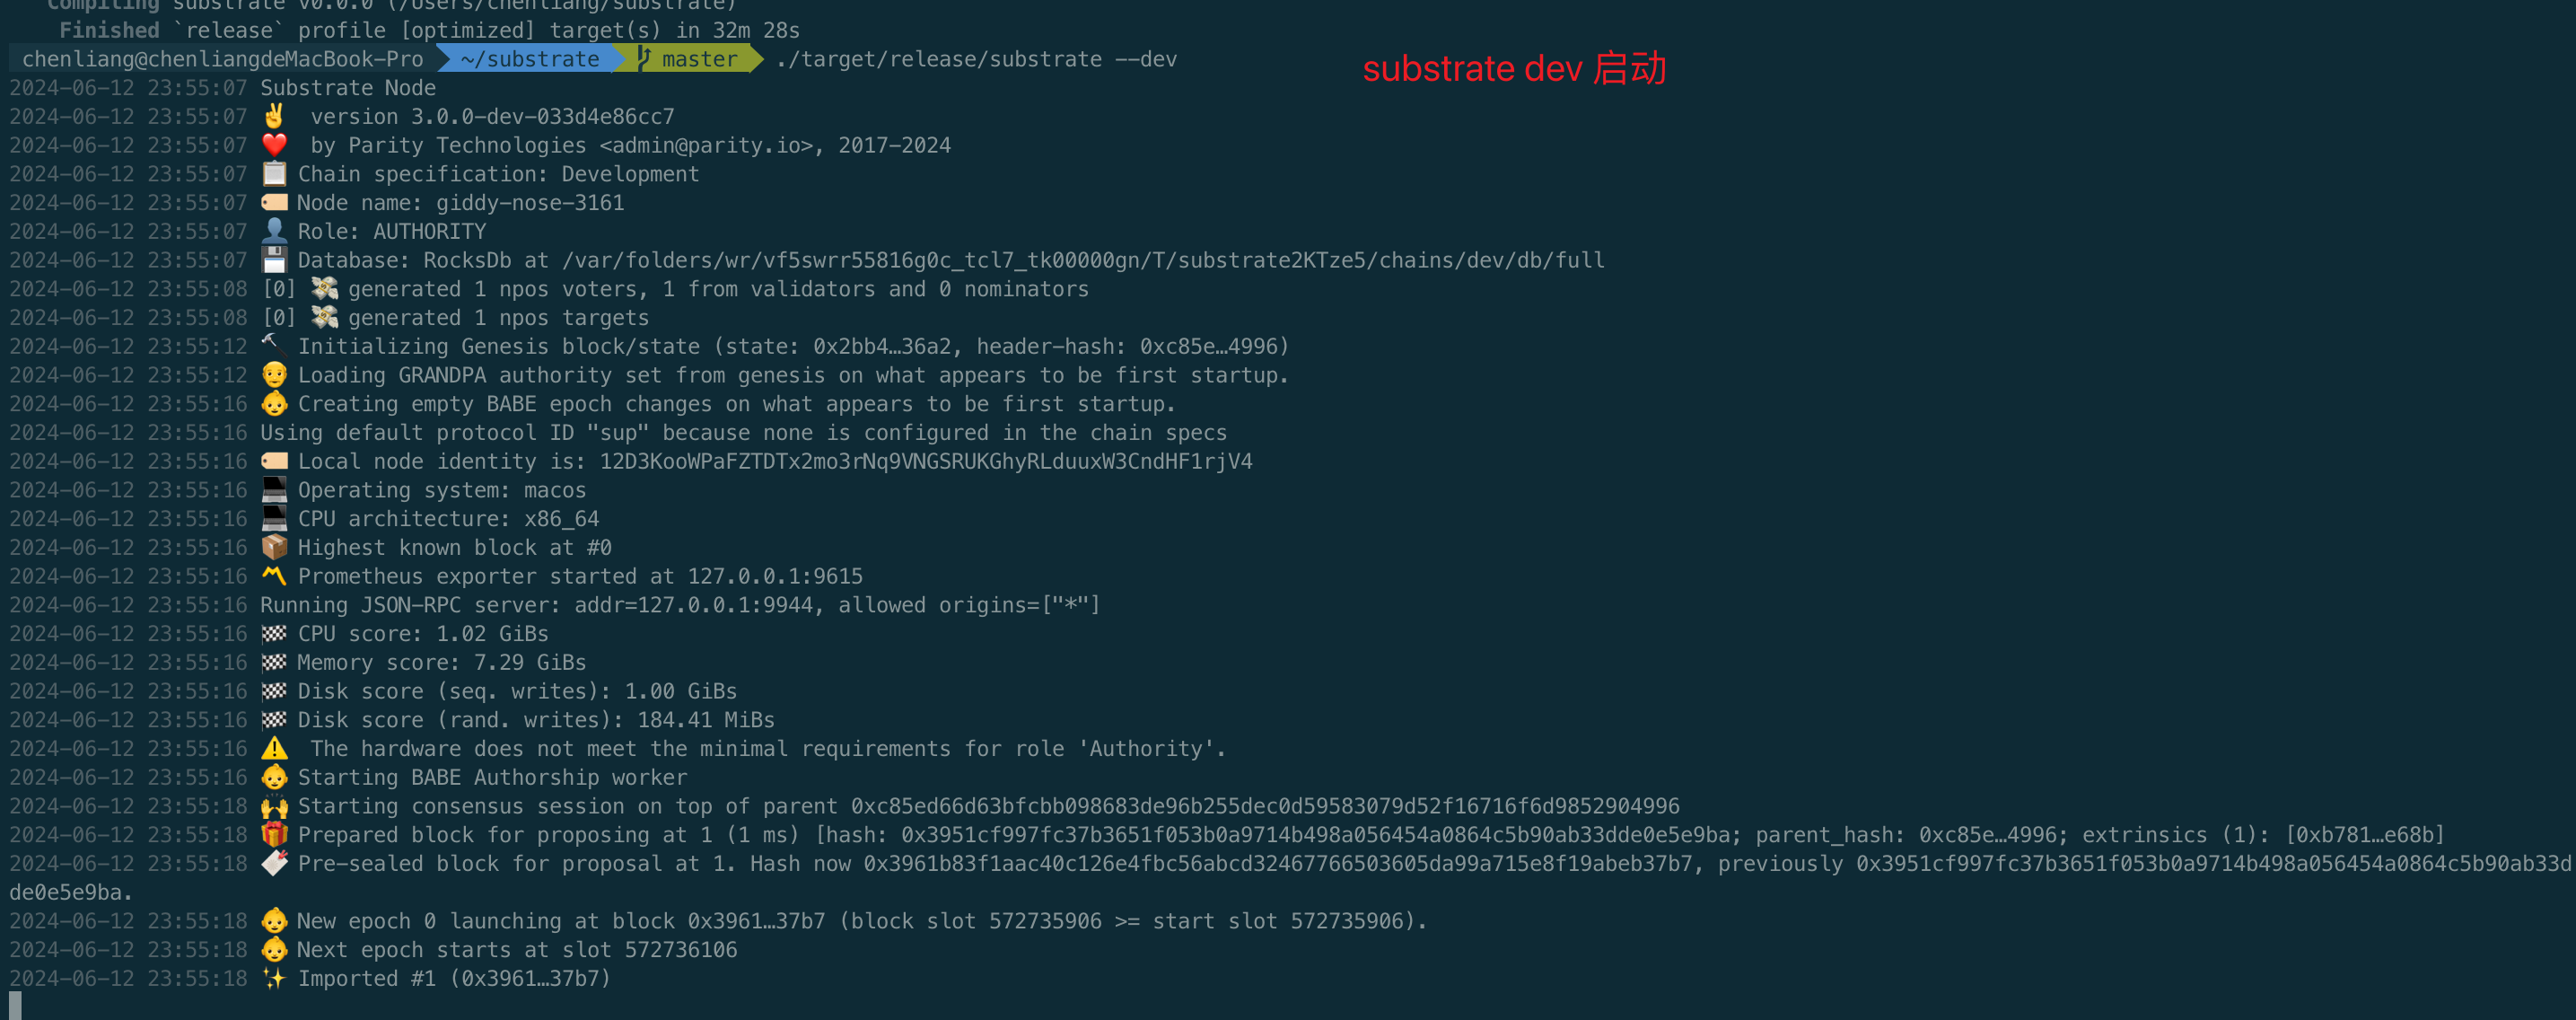 Compiling substrate v0.0.0 (/Users/chenliang/substrate)
Finished `release` profile [optimized] target(s) in 32m 28s
chenliang@chenliangdeMacBook-Pro ~/substrate master ./target/release/substrate --dev
substrate dev 启动
2024-06-12 23:55:07 Substrate Node
2024-06-12 23:55:07 ✌️ version 3.0.0-dev-033d4e86cc7
2024-06-12 23:55:07 ❤️ by Parity Technologies <admin@parity.io>, 2017-2024
2024-06-12 23:55:07 📋 Chain specification: Development
2024-06-12 23:55:07 🏷 Node name: giddy-nose-3161
2024-06-12 23:55:07 👤 Role: AUTHORITY
2024-06-12 23:55:07 💾 Database: RocksDb at /var/folders/wr/vf5swrr55816g0c_tcl7_tk00000gn/T/substrate2KTze5/chains/dev/db/full
2024-06-12 23:55:08 [0] 💸 generated 1 npos voters, 1 from validators and 0 nominators
2024-06-12 23:55:08 [0] 💸 generated 1 npos targets
2024-06-12 23:55:12 🔨 Initializing Genesis block/state (state: 0x2bb4…36a2, header-hash: 0xc85e…4996)
2024-06-12 23:55:12 👴 Loading GRANDPA authority set from genesis on what appears to be first startup.
2024-06-12 23:55:16 👶 Creating empty BABE epoch changes on what appears to be first startup.
2024-06-12 23:55:16 Using default protocol ID "sup" because none is configured in the chain specs
2024-06-12 23:55:16 🏷 Local node identity is: 12D3KooWPaFZTDTx2mo3rNq9VNGSRUKGhyRLduuxW3CndHF1rjV4
2024-06-12 23:55:16 💻 Operating system: macos
2024-06-12 23:55:16 💻 CPU architecture: x86_64
2024-06-12 23:55:16 📦 Highest known block at #0
2024-06-12 23:55:16 〽️ Prometheus exporter started at 127.0.0.1:9615
2024-06-12 23:55:16 Running JSON-RPC server: addr=127.0.0.1:9944, allowed origins=["*"]
2024-06-12 23:55:16 🏁 CPU score: 1.02 GiBs
2024-06-12 23:55:16 🏁 Memory score: 7.29 GiBs
2024-06-12 23:55:16 🏁 Disk score (seq. writes): 1.00 GiBs
2024-06-12 23:55:16 🏁 Disk score (rand. writes): 184.41 MiBs
2024-06-12 23:55:16 ⚠️ The hardware does not meet the minimal requirements for role 'Authority'.
2024-06-12 23:55:16 👶 Starting BABE Authorship worker
2024-06-12 23:55:18 🙌 Starting consensus session on top of parent 0xc85ed66d63bfcbb098683de96b255dec0d59583079d52f16716f6d9852904996
2024-06-12 23:55:18 🎁 Prepared block for proposing at 1 (1 ms) [hash: 0x3951cf997fc37b3651f053b0a9714b498a056454a0864c5b90ab33dde0e5e9ba; parent_hash: 0xc85e…4996; extrinsics (1): [0xb781…e68b]
2024-06-12 23:55:18 🔖 Pre-sealed block for proposal at 1. Hash now 0x3961b83f1aac40c126e4fbc56abcd32467766503605da99a715e8f19abeb37b7, previously 0x3951cf997fc37b3651f053b0a9714b498a056454a0864c5b90ab33d
de0e5e9ba.
2024-06-12 23:55:18 👶 New epoch 0 launching at block 0x3961…37b7 (block slot 572735906 >= start slot 572735906).
2024-06-12 23:55:18 👶 Next epoch starts at slot 572736106
2024-06-12 23:55:18 ✨ Imported #1 (0x3961…37b7)